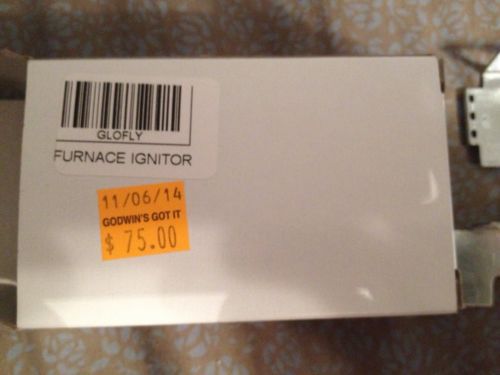 GLOFLY
FURNACE IGNITOR
11/06/14
GODWIN'S GOT IT
$ 75.00